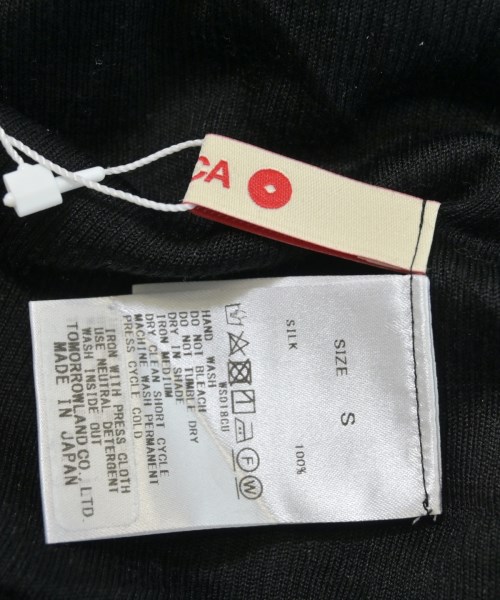 CA
SIZE S
SILK 100%
WSD18CU
HAND WASH
DO NOT BLEACH
DO NOT TUMBLE DRY
DRY IN SHADE
IRON MEDIUM
DRY CLEAN SHORT CYCLE
MACHINE WASH PERMANENT
PRESS CYCLE COLD
IRON WITH PRESS CLOTH
USE NEUTRAL DETERGENT
WASH INSIDE OUT
TOMORROWLAND CO., LTD.
MADE IN JAPAN